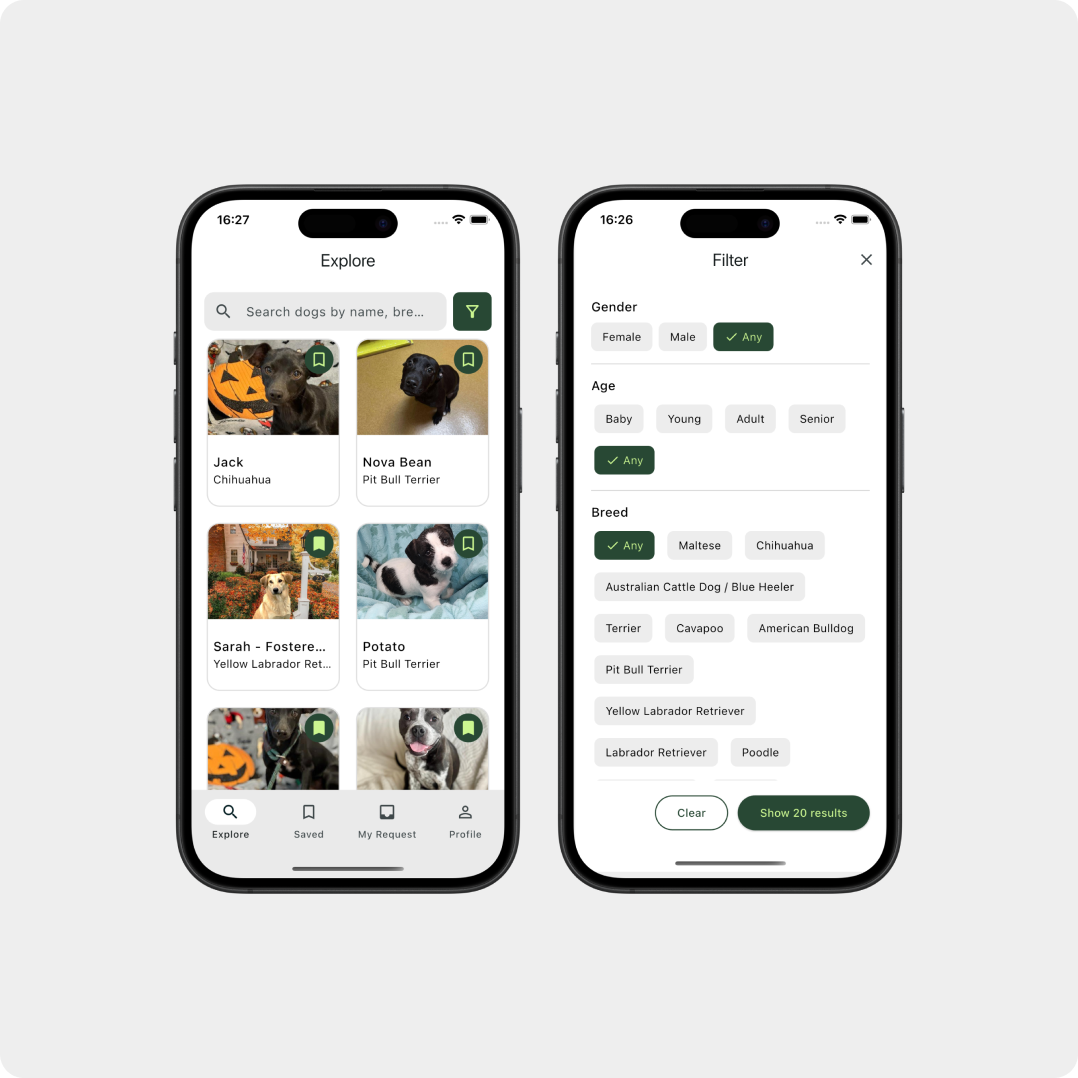 16:27
Explore
Search dogs by name, bre...
Jack
Chihuahua
Nova Bean
Pit Bull Terrier
Sarah - Fostere...
Yellow Labrador Ret...
Potato
Pit Bull Terrier
Explore
Saved
My Request
Profile
16:26
Filter
Gender
Female
Male
Any
Age
Baby
Young
Adult
Senior
Any
Breed
Any
Maltese
Chihuahua
Australian Cattle Dog / Blue Heeler
Terrier
Cavapoo
American Bulldog
Pit Bull Terrier
Yellow Labrador Retriever
Labrador Retriever
Poodle
Clear
Show 20 results